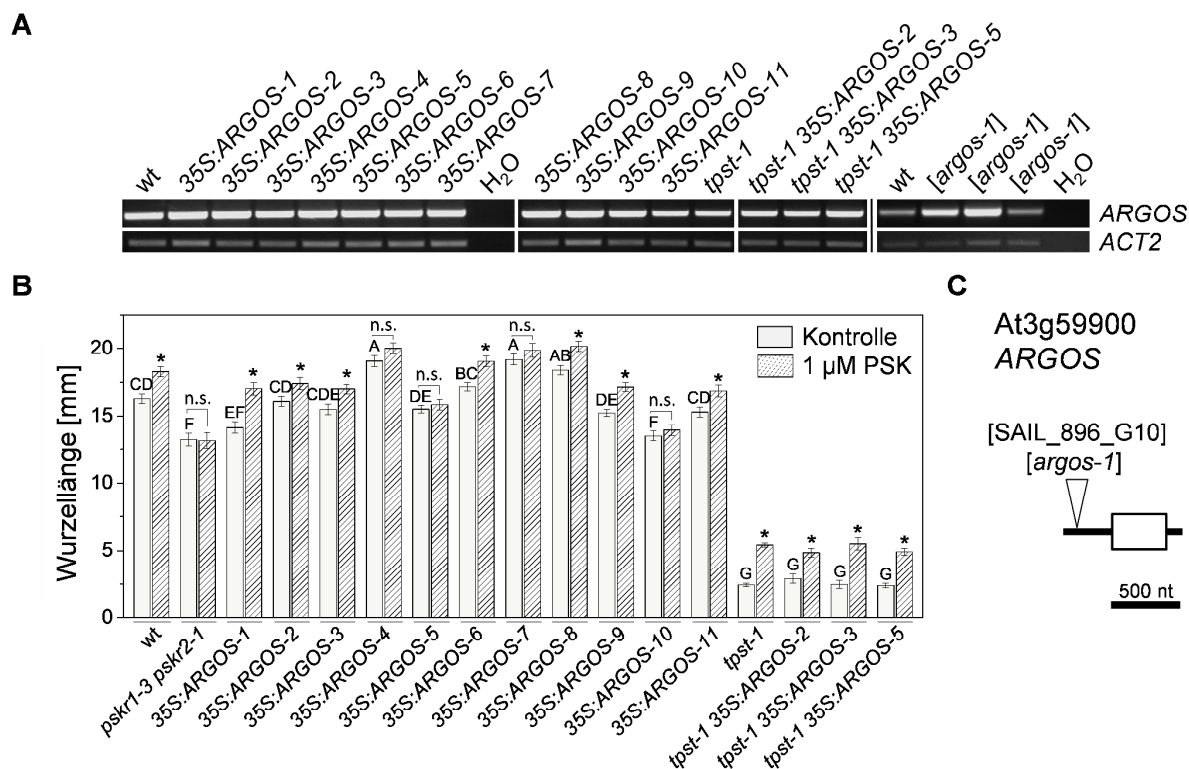 A
wt
35S:ARGOS-1
35S:ARGOS-2
35S:ARGOS-3
35S:ARGOS-4
35S:ARGOS-5
35S:ARGOS-6
35S:ARGOS-7
H2O
35S:ARGOS-8
35S:ARGOS-9
35S:ARGOS-10
35S:ARGOS-11
tpst-1
tpst-1 35S:ARGOS-2
tpst-1 35S:ARGOS-3
tpst-1 35S:ARGOS-5
wt
[argos-1]
[argos-1]
[argos-1]
H2O
ARGOS
ACT2
B
Wurzellänge [mm]
20
15
10
5
0
Kontrolle
1 µM PSK
CD *
F n.s.
EF *
CD *
CDE *
A n.s.
DE n.s.
BC *
A n.s.
AB *
DE *
F n.s.
CD *
G *
G *
G *
G *
wt
pskr1-3 pskr2-1
35S:ARGOS-1
35S:ARGOS-2
35S:ARGOS-3
35S:ARGOS-4
35S:ARGOS-5
35S:ARGOS-6
35S:ARGOS-7
35S:ARGOS-8
35S:ARGOS-9
35S:ARGOS-10
35S:ARGOS-11
tpst-1
tpst-1 35S:ARGOS-2
tpst-1 35S:ARGOS-3
tpst-1 35S:ARGOS-5
C
At3g59900
ARGOS
[SAIL_896_G10]
[argos-1]
500 nt